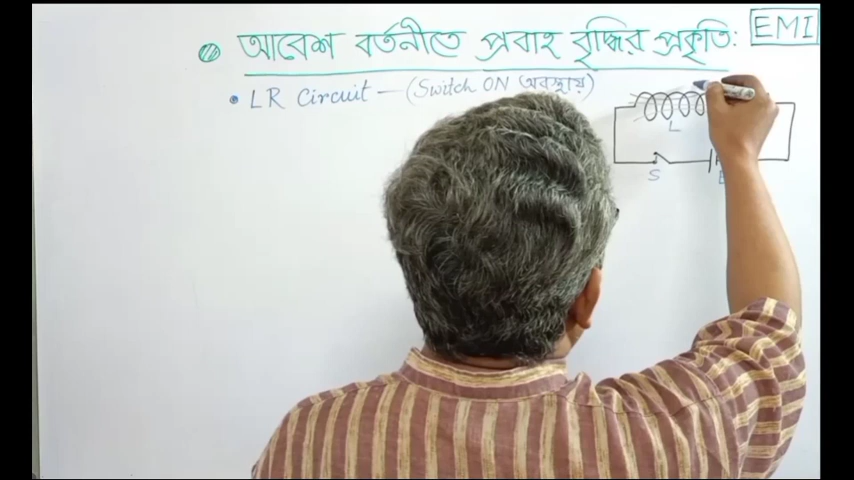 আবেশ বর্তনীতে প্রবাহ বৃদ্ধির প্রকৃতি:
EMI
LR Circuit — (Switch ON অবস্থায়)
L
S
E